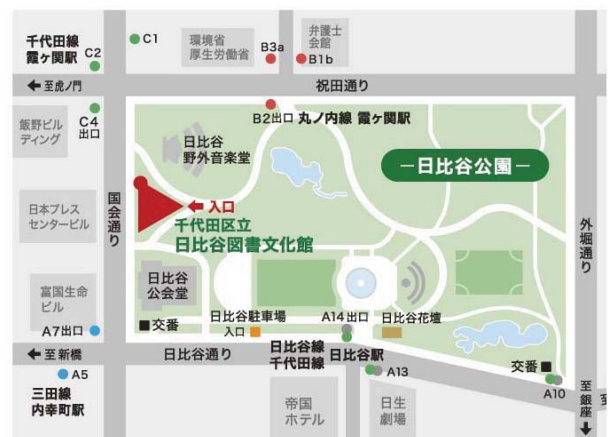 千代田線
霞ヶ関駅
C2
C1
環境省
厚生労働省
B3a
弁護士
会館
B1b
←至虎ノ門
祝田通り
飯野ビル
ディング
C4
出口
B2出口 丸ノ内線 霞ヶ関駅
日比谷
野外音楽堂
－日比谷公園－
日本プレス
センタービル
国会通り
←入口
千代田区立
日比谷図書文化館
外堀通り
富国生命
ビル
日比谷
公会堂
A7出口
■交番
日比谷駐車場
入口
A14出口
日比谷花壇
←至新橋
日比谷通り
日比谷線
千代田線
日比谷駅
交番■
A5
A13
A10
三田線
内幸町駅
帝国
ホテル
日生
劇場
至銀座